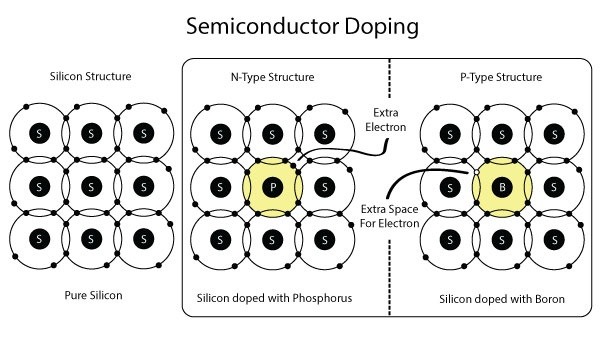 Semiconductor Doping
Silicon Structure
N-Type Structure
P-Type Structure
Extra
Electron
Extra Space
For Electron
S S S
S S S
S S S
S S S
S P S
S S S
S S S
S B S
S S S
Pure Silicon
Silicon doped with Phosphorus
Silicon doped with Boron